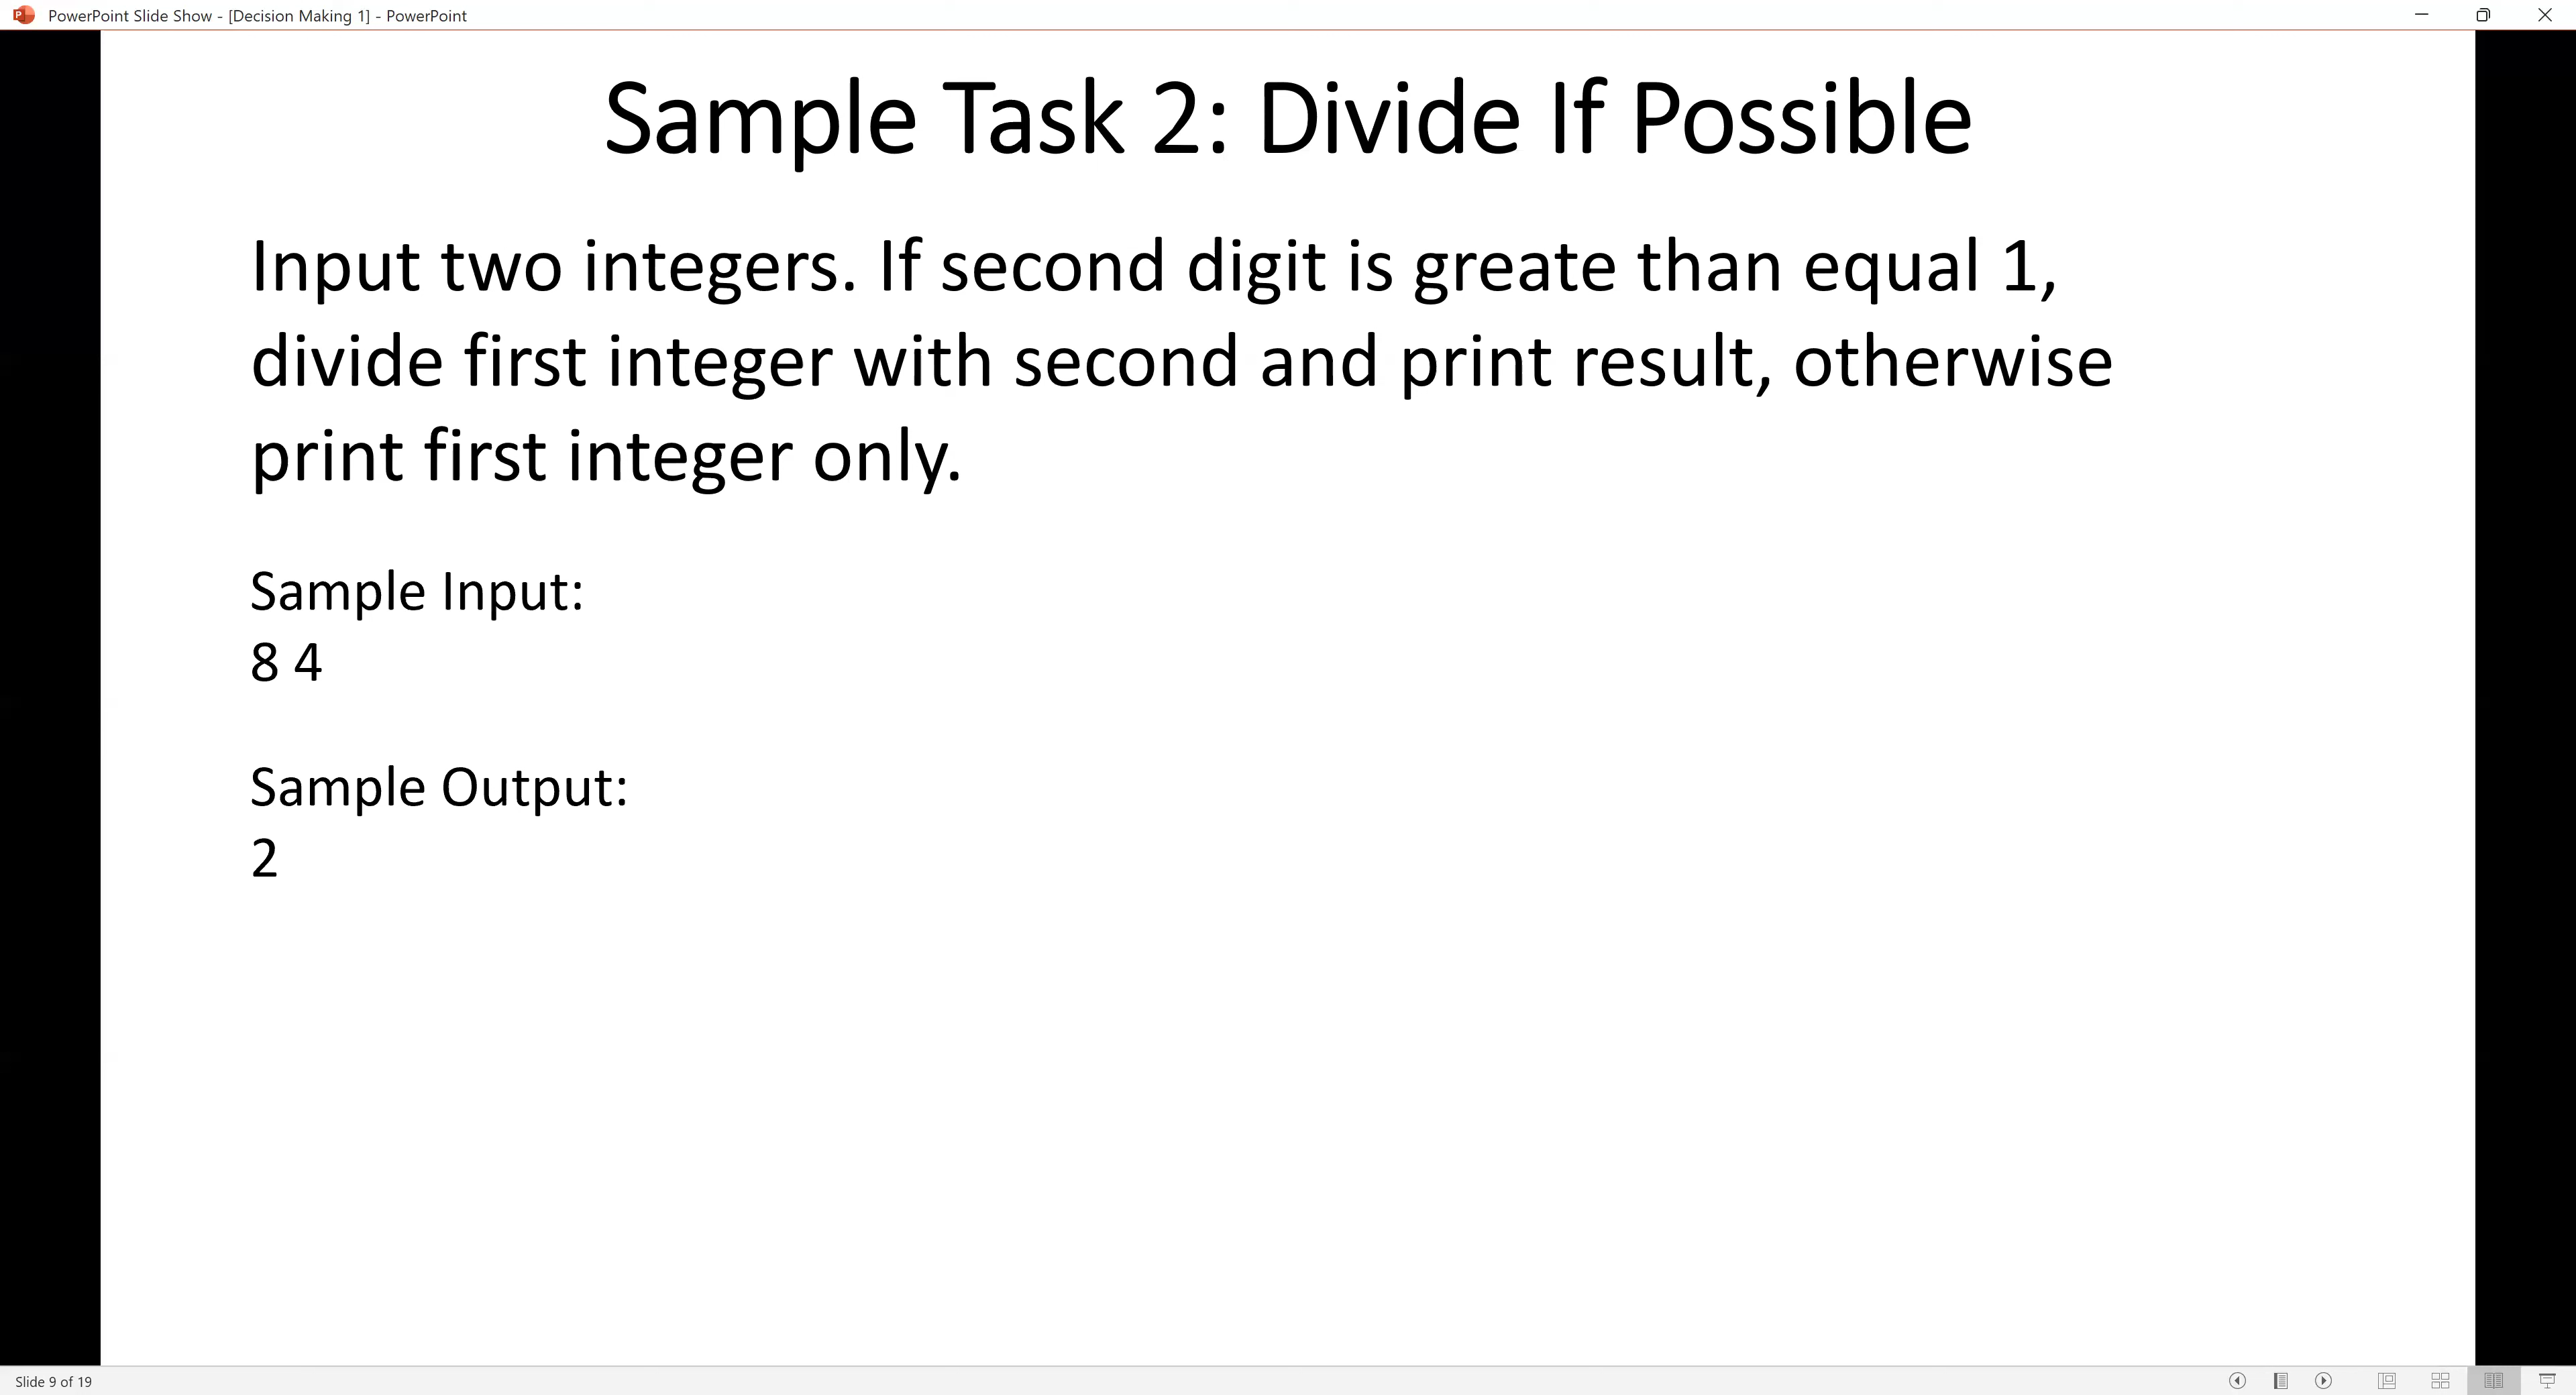 PowerPoint Slide Show - [Decision Making 1] - PowerPoint
Sample Task 2: Divide If Possible
Input two integers. If second digit is greate than equal 1,
divide first integer with second and print result, otherwise
print first integer only.
Sample Input:
8 4
Sample Output:
2
Slide 9 of 19